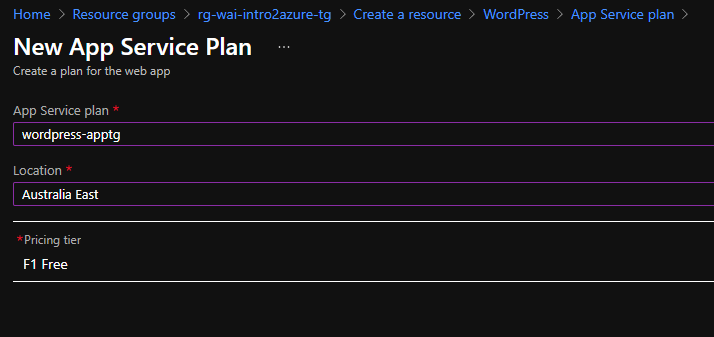 Home > Resource groups > rg-wai-intro2azure-tg > Create a resource > WordPress > App Service plan >
New App Service Plan ...
Create a plan for the web app
App Service plan *
wordpress-apptg
Location *
Australia East
*Pricing tier
F1 Free